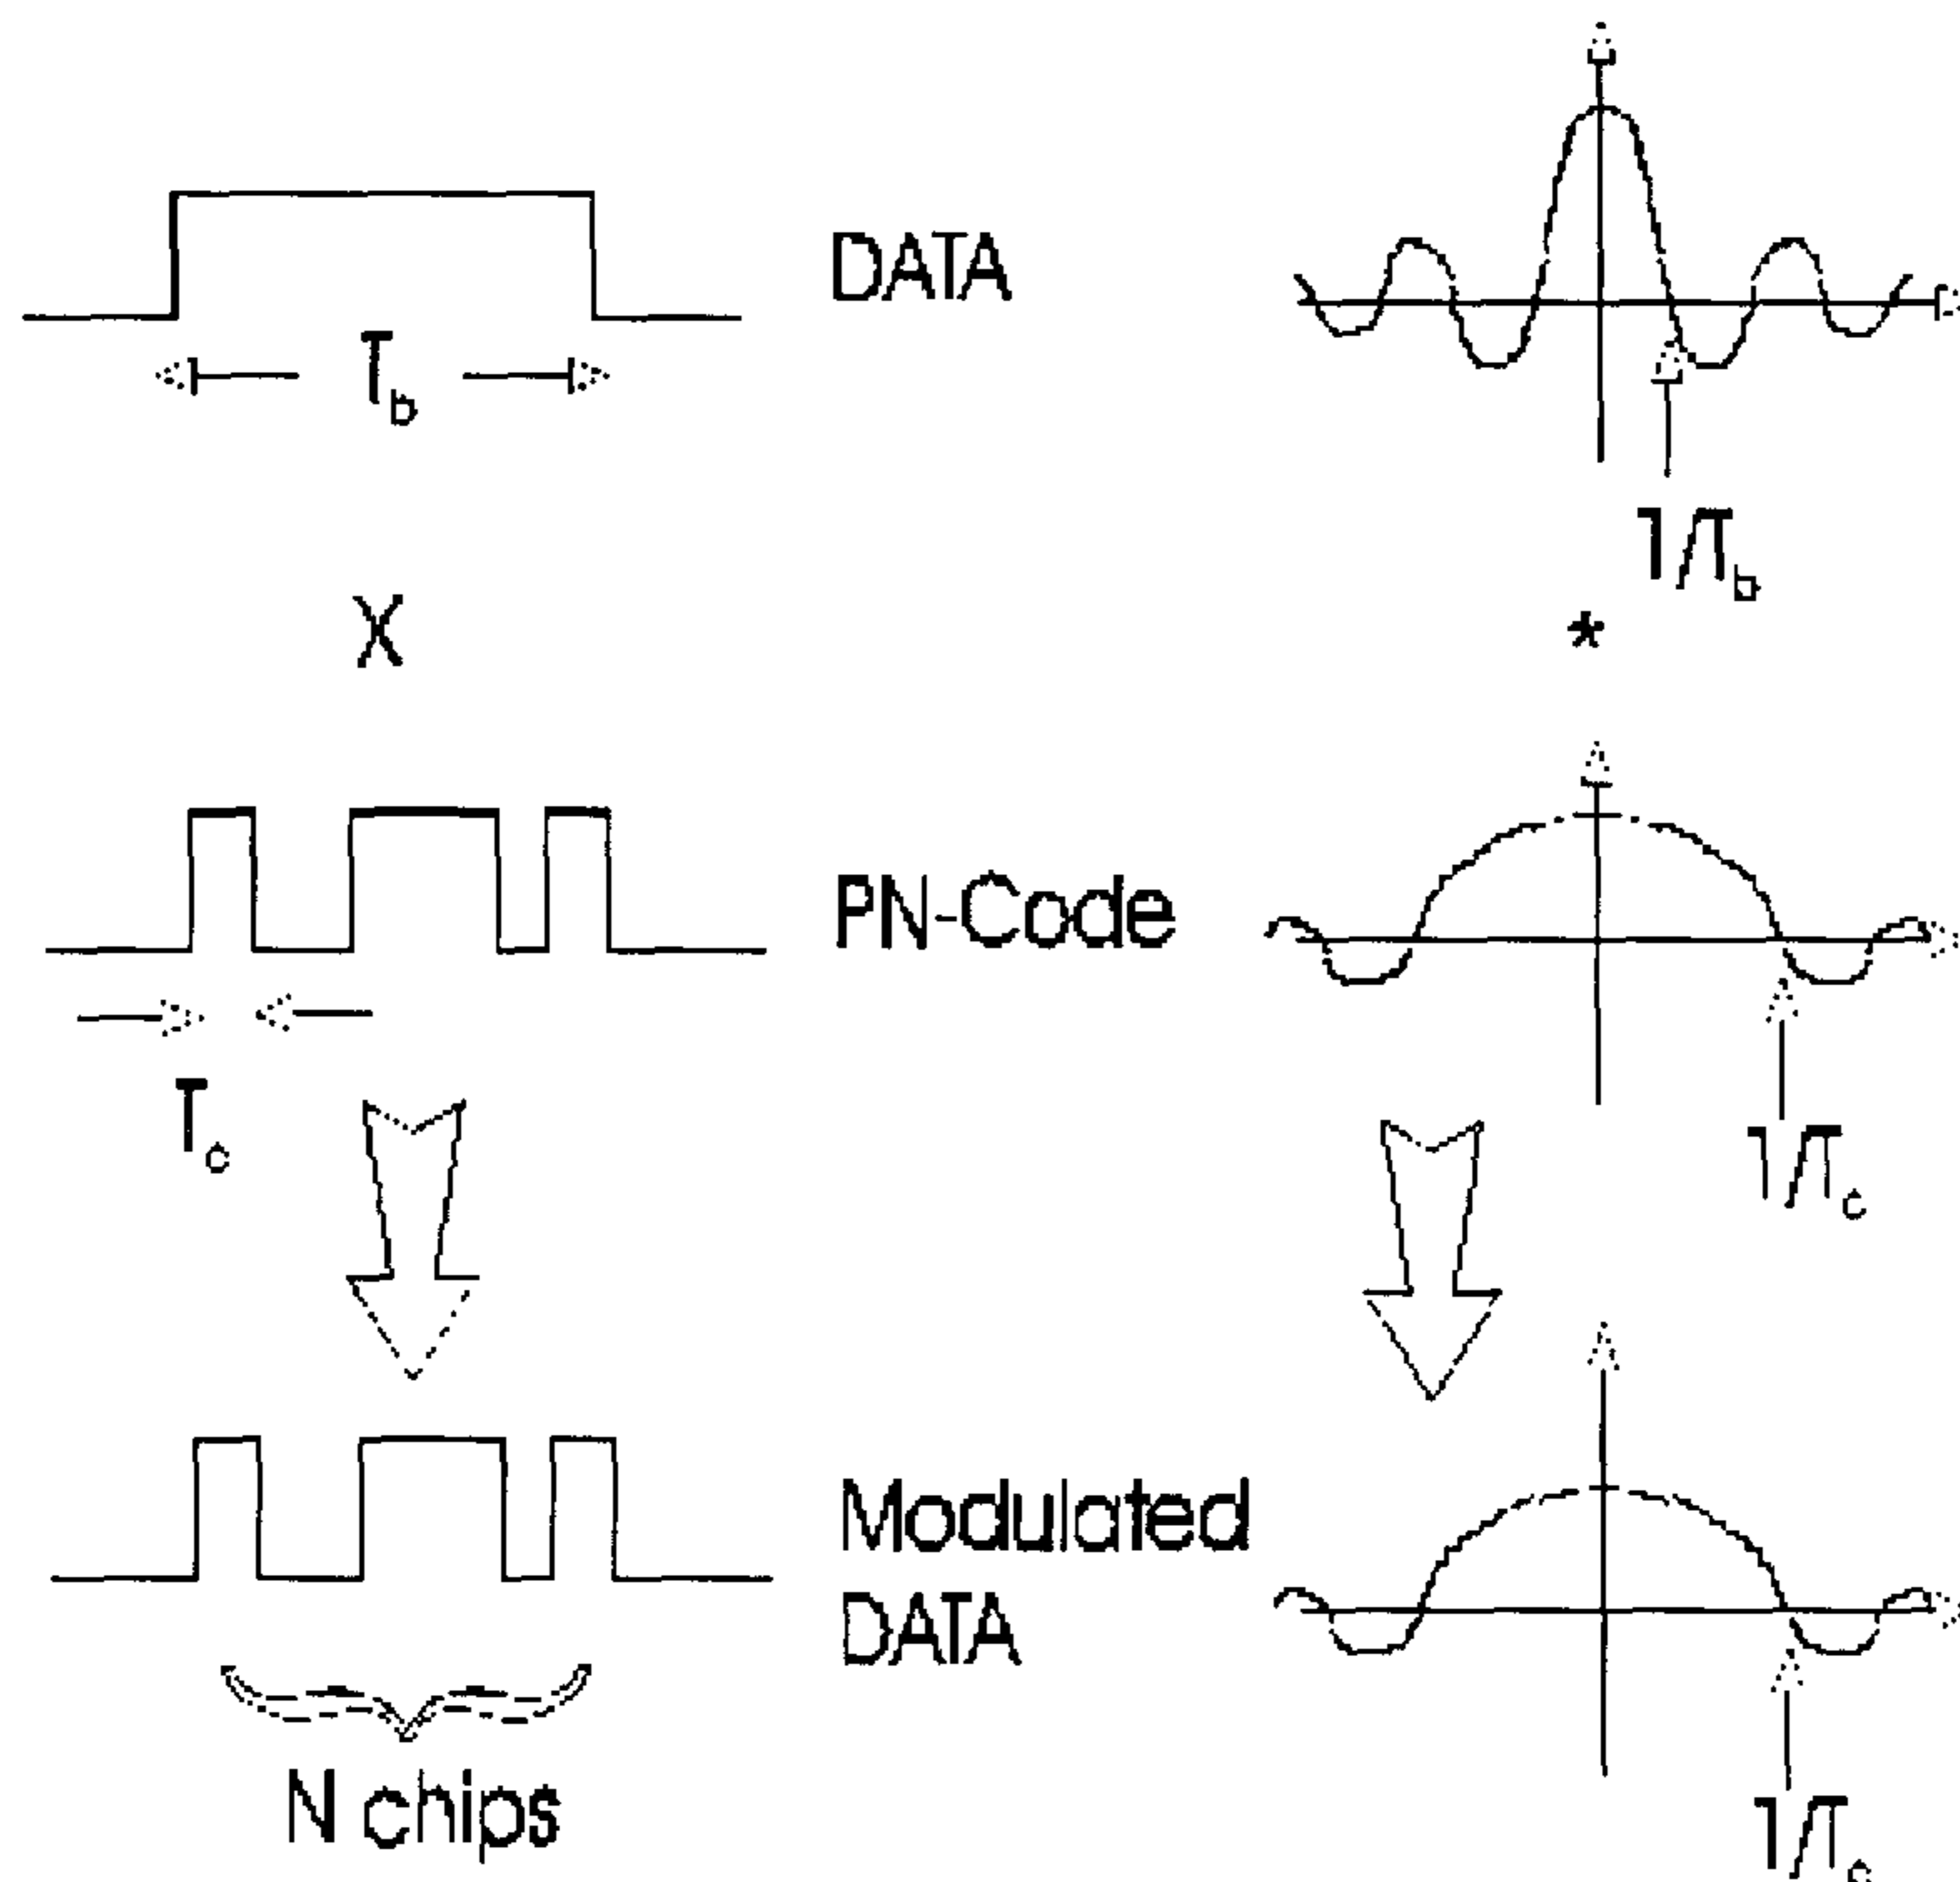 DATA
T_b
1/T_b
X
*
PN-Code
T_c
1/T_c
Modulated
DATA
N chips
1/T_c